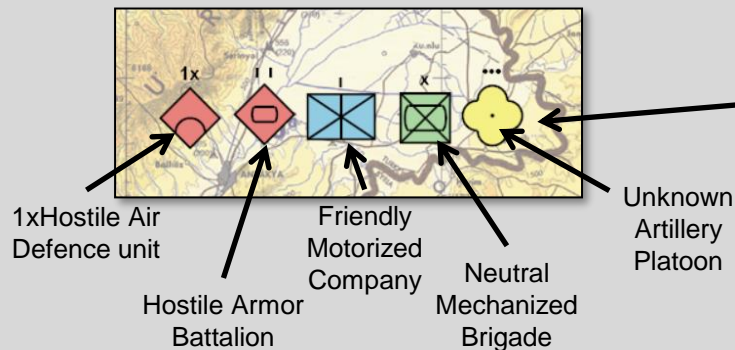 1x
I I
I
x
•••
1xHostile Air
Defence unit
Hostile Armor
Battalion
Friendly
Motorized
Company
Neutral
Mechanized
Brigade
Unknown
Artillery
Platoon